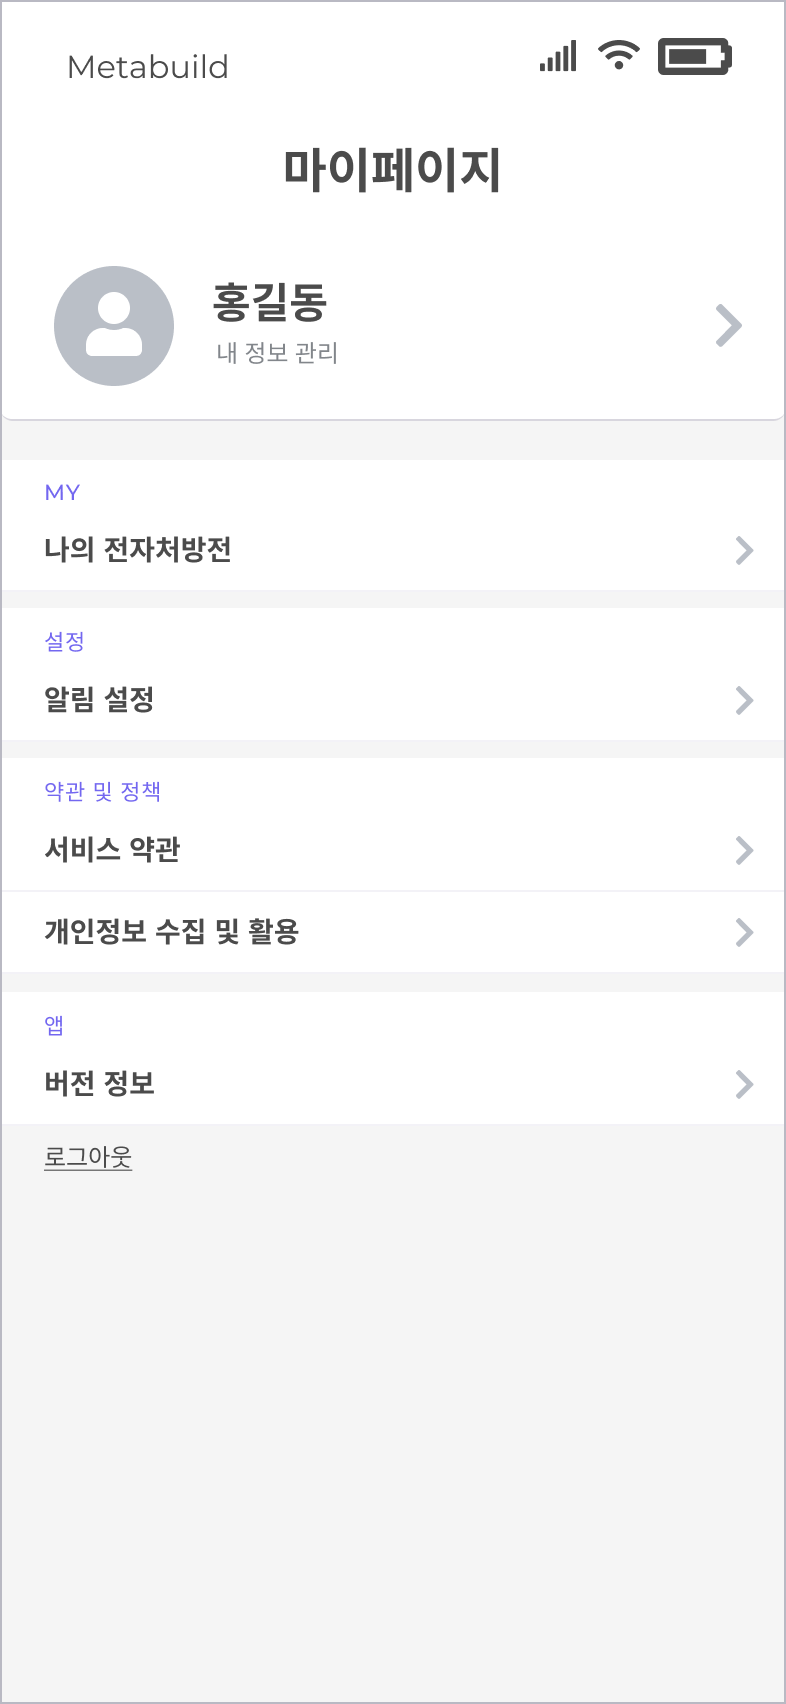 Metabuild
마이페이지
홍길동
내 정보 관리
MY
나의 전자처방전
설정
알림 설정
약관 및 정책
서비스 약관
개인정보 수집 및 활용
앱
버전 정보
로그아웃